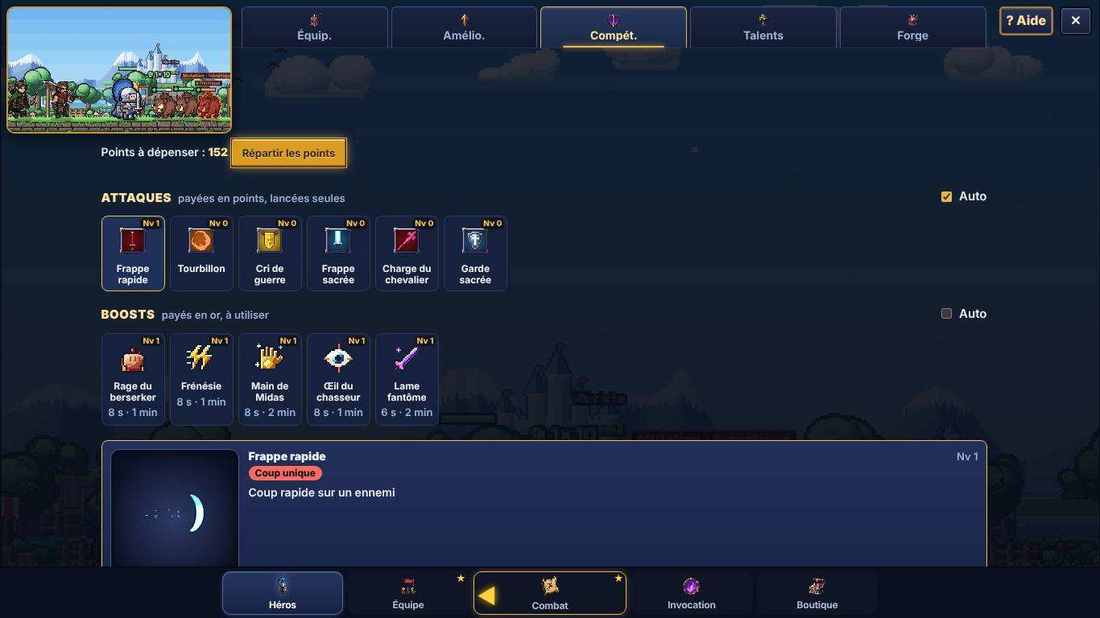 Équip.
Amélio.
Compét.
Talents
Forge
? Aide
Points à dépenser : 152
Répartir les points
ATTAQUES payées en points, lancées seules
Auto
Nv 1
Nv 0
Nv 0
Nv 0
Nv 0
Nv 0
Frappe rapide
Tourbillon
Cri de guerre
Frappe sacrée
Charge du chevalier
Garde sacrée
BOOSTS payés en or, à utiliser
Auto
Nv 1
Nv 1
Nv 1
Nv 1
Nv 1
Rage du berserker
Frénésie
Main de Midas
Œil du chasseur
Lame fantôme
8 s · 1 min
8 s · 1 min
8 s · 2 min
8 s · 1 min
6 s · 2 min
Frappe rapide
Nv 1
Coup unique
Coup rapide sur un ennemi
Héros
Équipe
Combat
Invocation
Boutique